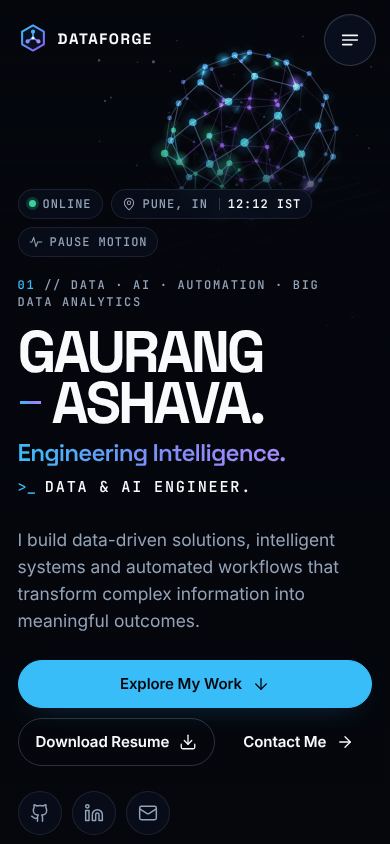 DATAFORGE
ONLINE
PUNE, IN | 12:12 IST
PAUSE MOTION
01 // DATA · AI · AUTOMATION · BIG
DATA ANALYTICS
GAURANG
– ASHAVA.
Engineering Intelligence.
>_ DATA & AI ENGINEER.
I build data-driven solutions, intelligent
systems and automated workflows that
transform complex information into
meaningful outcomes.
Explore My Work ↓
Download Resume
Contact Me →
in